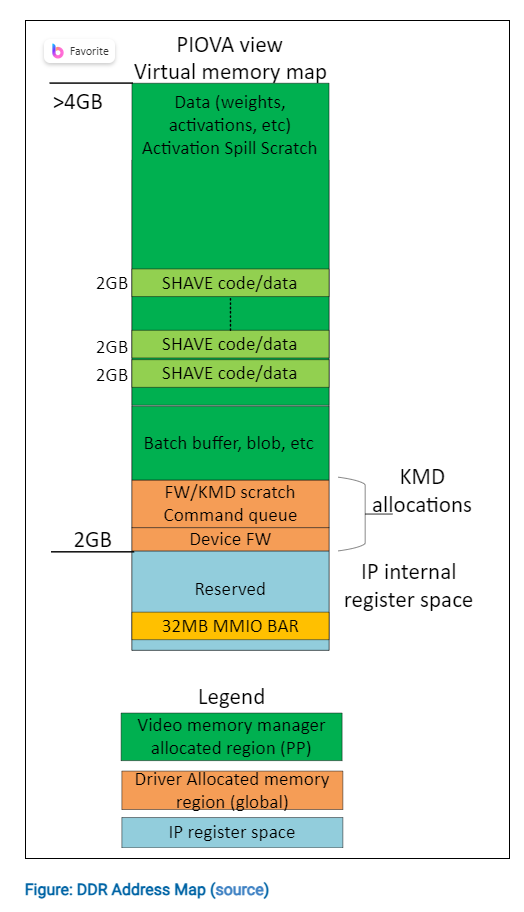 Favorite
PIOVA view
Virtual memory map
>4GB
Data (weights,
activations, etc)
Activation Spill Scratch
2GB
SHAVE code/data
2GB
SHAVE code/data
2GB
SHAVE code/data
Batch buffer, blob, etc
FW/KMD scratch
Command queue
KMD
allocations
Device FW
2GB
Reserved
IP internal
register space
32MB MMIO BAR
Legend
Video memory manager
allocated region (PP)
Driver Allocated memory
region (global)
IP register space
Figure: DDR Address Map (source)